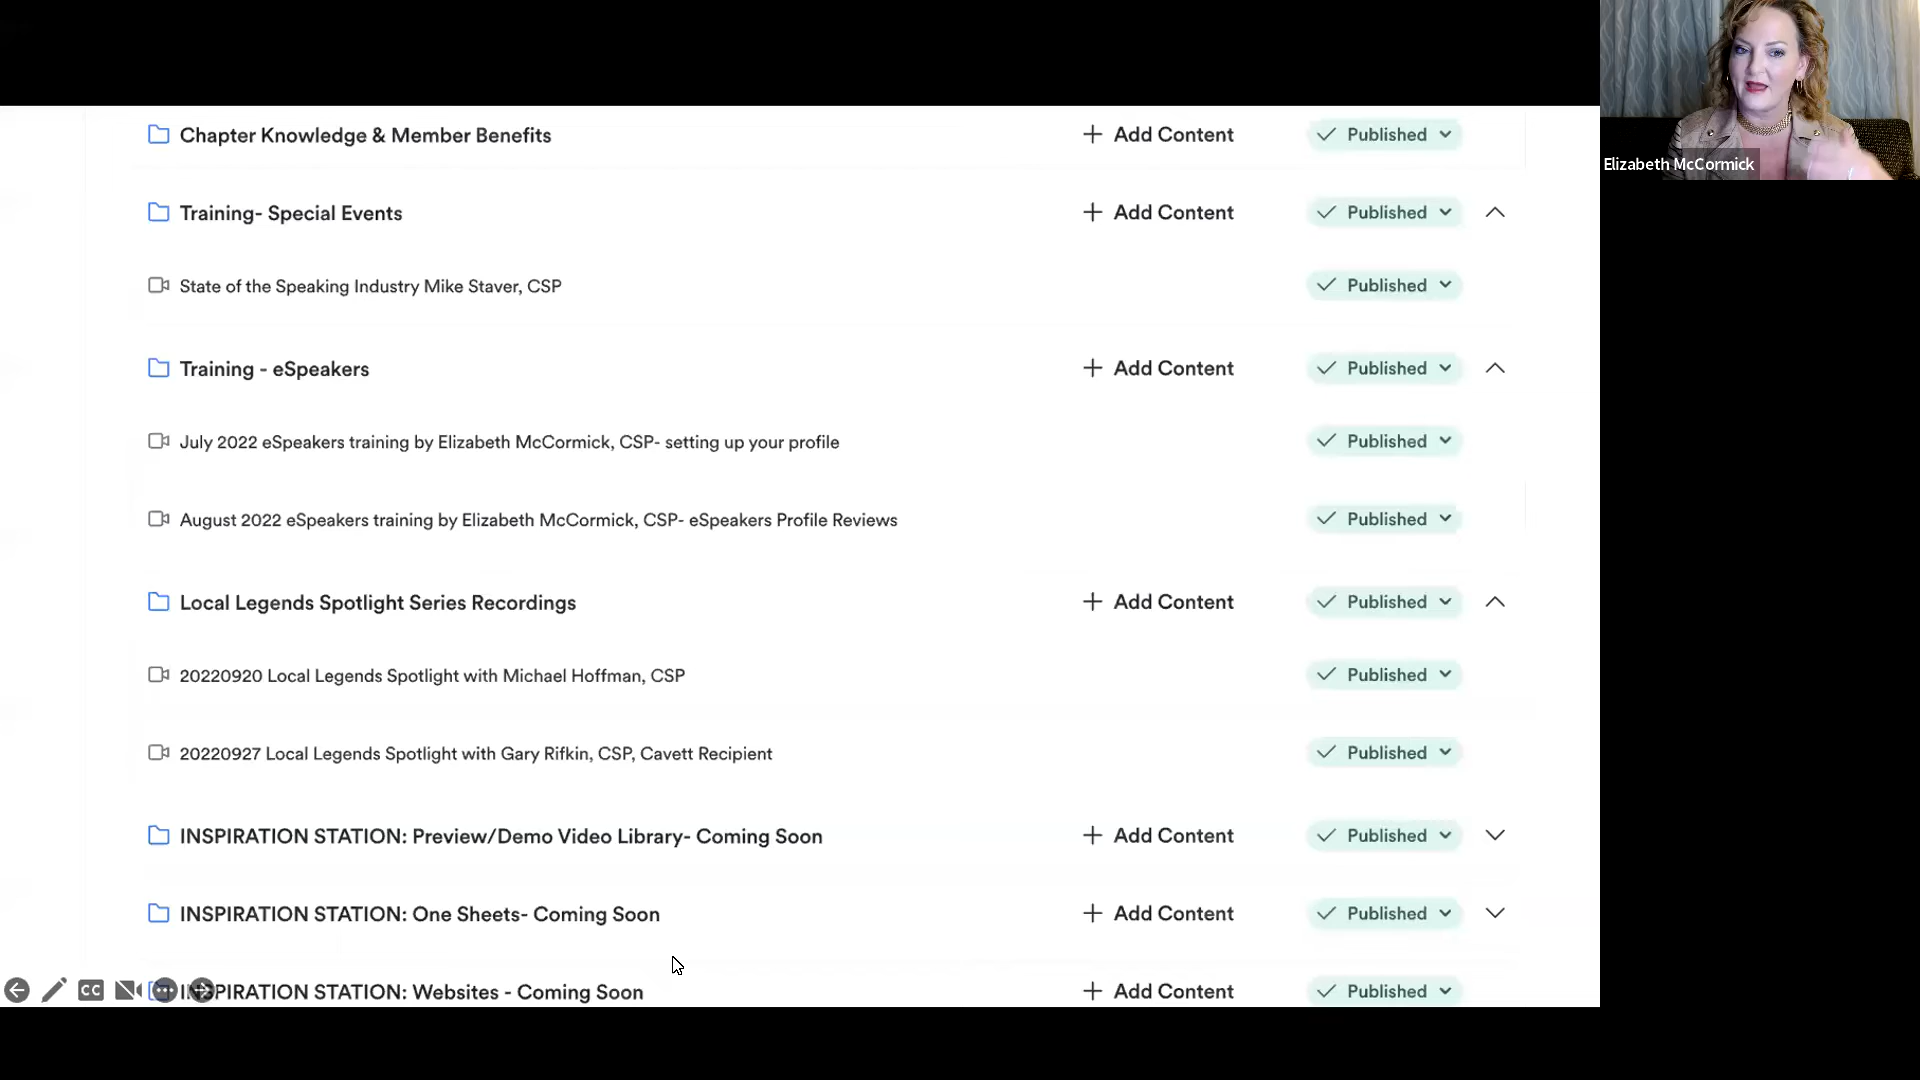 Chapter Knowledge & Member Benefits + Add Content Published
Training- Special Events + Add Content Published
State of the Speaking Industry Mike Staver, CSP Published
Training - eSpeakers + Add Content Published
July 2022 eSpeakers training by Elizabeth McCormick, CSP- setting up your profile Published
August 2022 eSpeakers training by Elizabeth McCormick, CSP- eSpeakers Profile Reviews Published
Local Legends Spotlight Series Recordings + Add Content Published
20220920 Local Legends Spotlight with Michael Hoffman, CSP Published
20220927 Local Legends Spotlight with Gary Rifkin, CSP, Cavett Recipient Published
INSPIRATION STATION: Preview/Demo Video Library- Coming Soon + Add Content Published
INSPIRATION STATION: One Sheets- Coming Soon + Add Content Published
INSPIRATION STATION: Websites - Coming Soon + Add Content Published
CC
Elizabeth McCormick